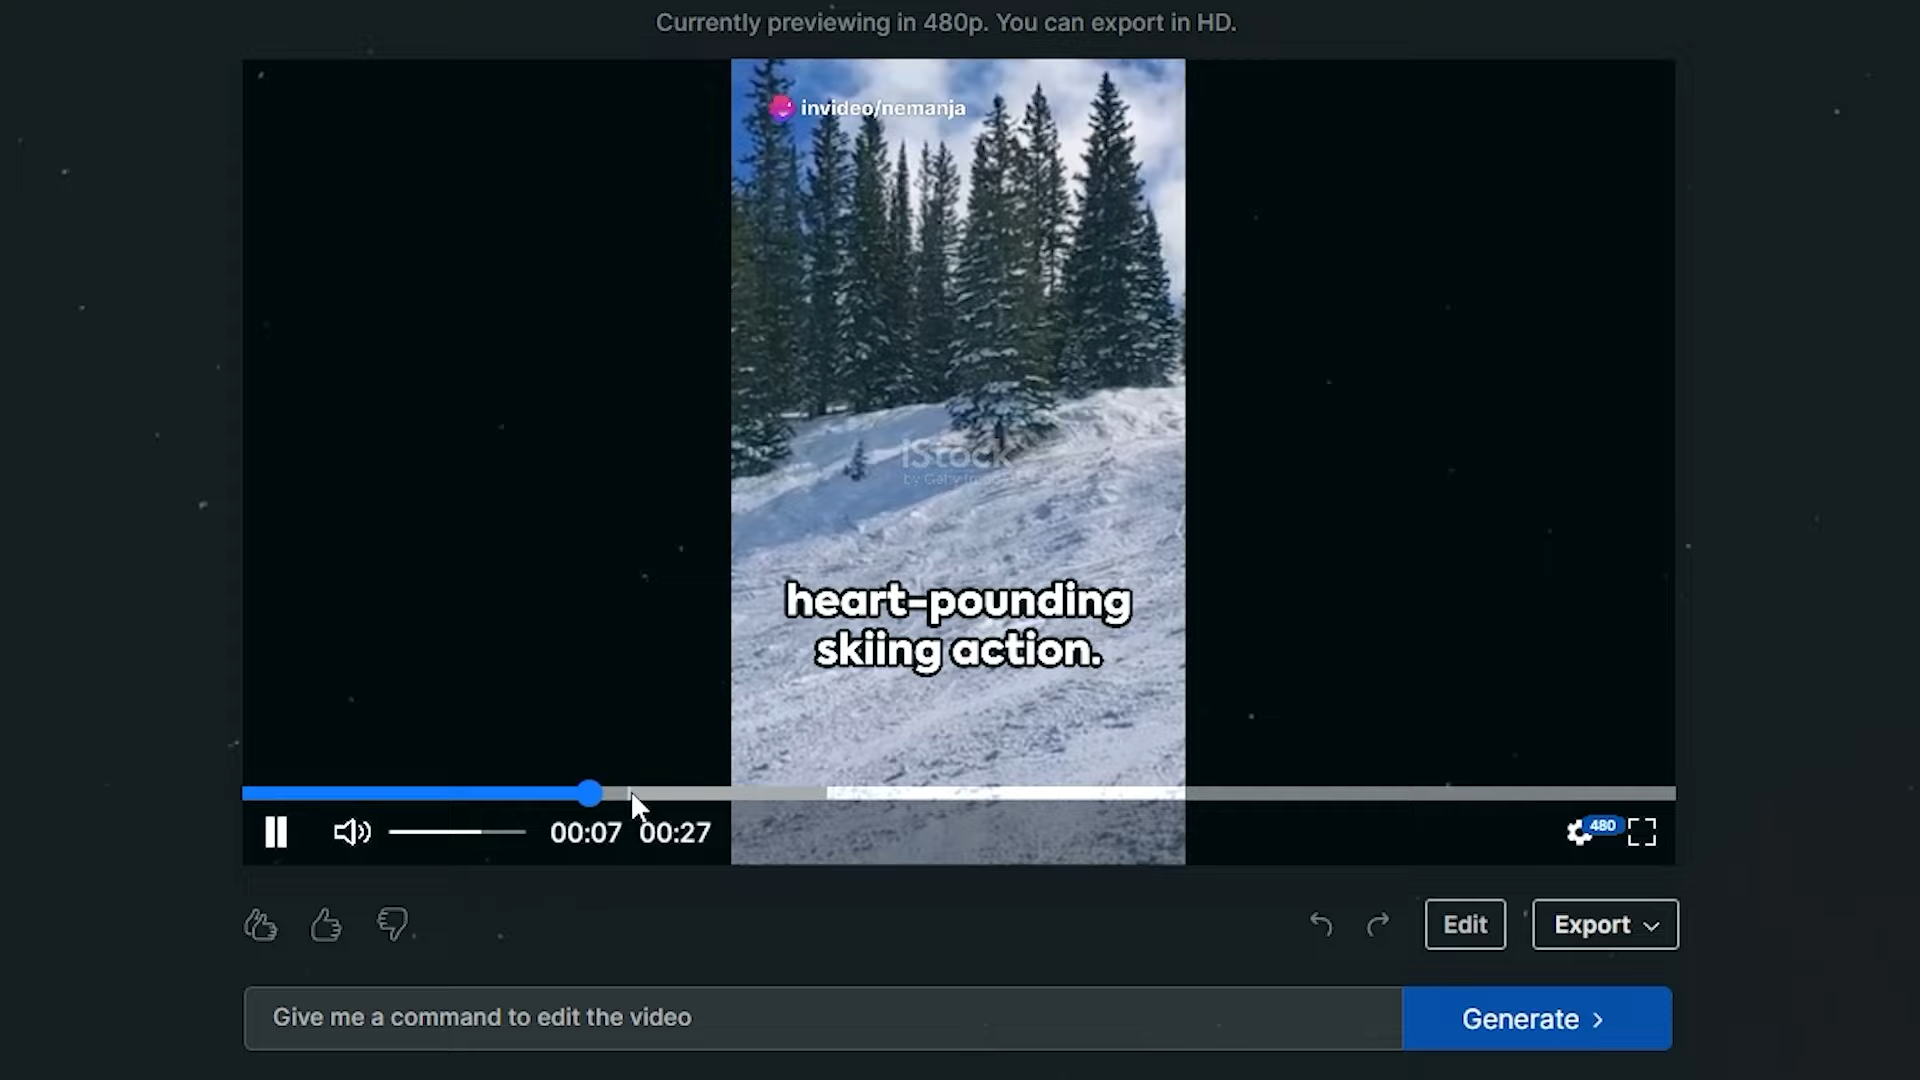 Currently previewing in 480p. You can export in HD.
invideo/nemanja
iStock
heart-pounding
skiing action.
00:07 00:27
480
Edit
Export
Give me a command to edit the video
Generate